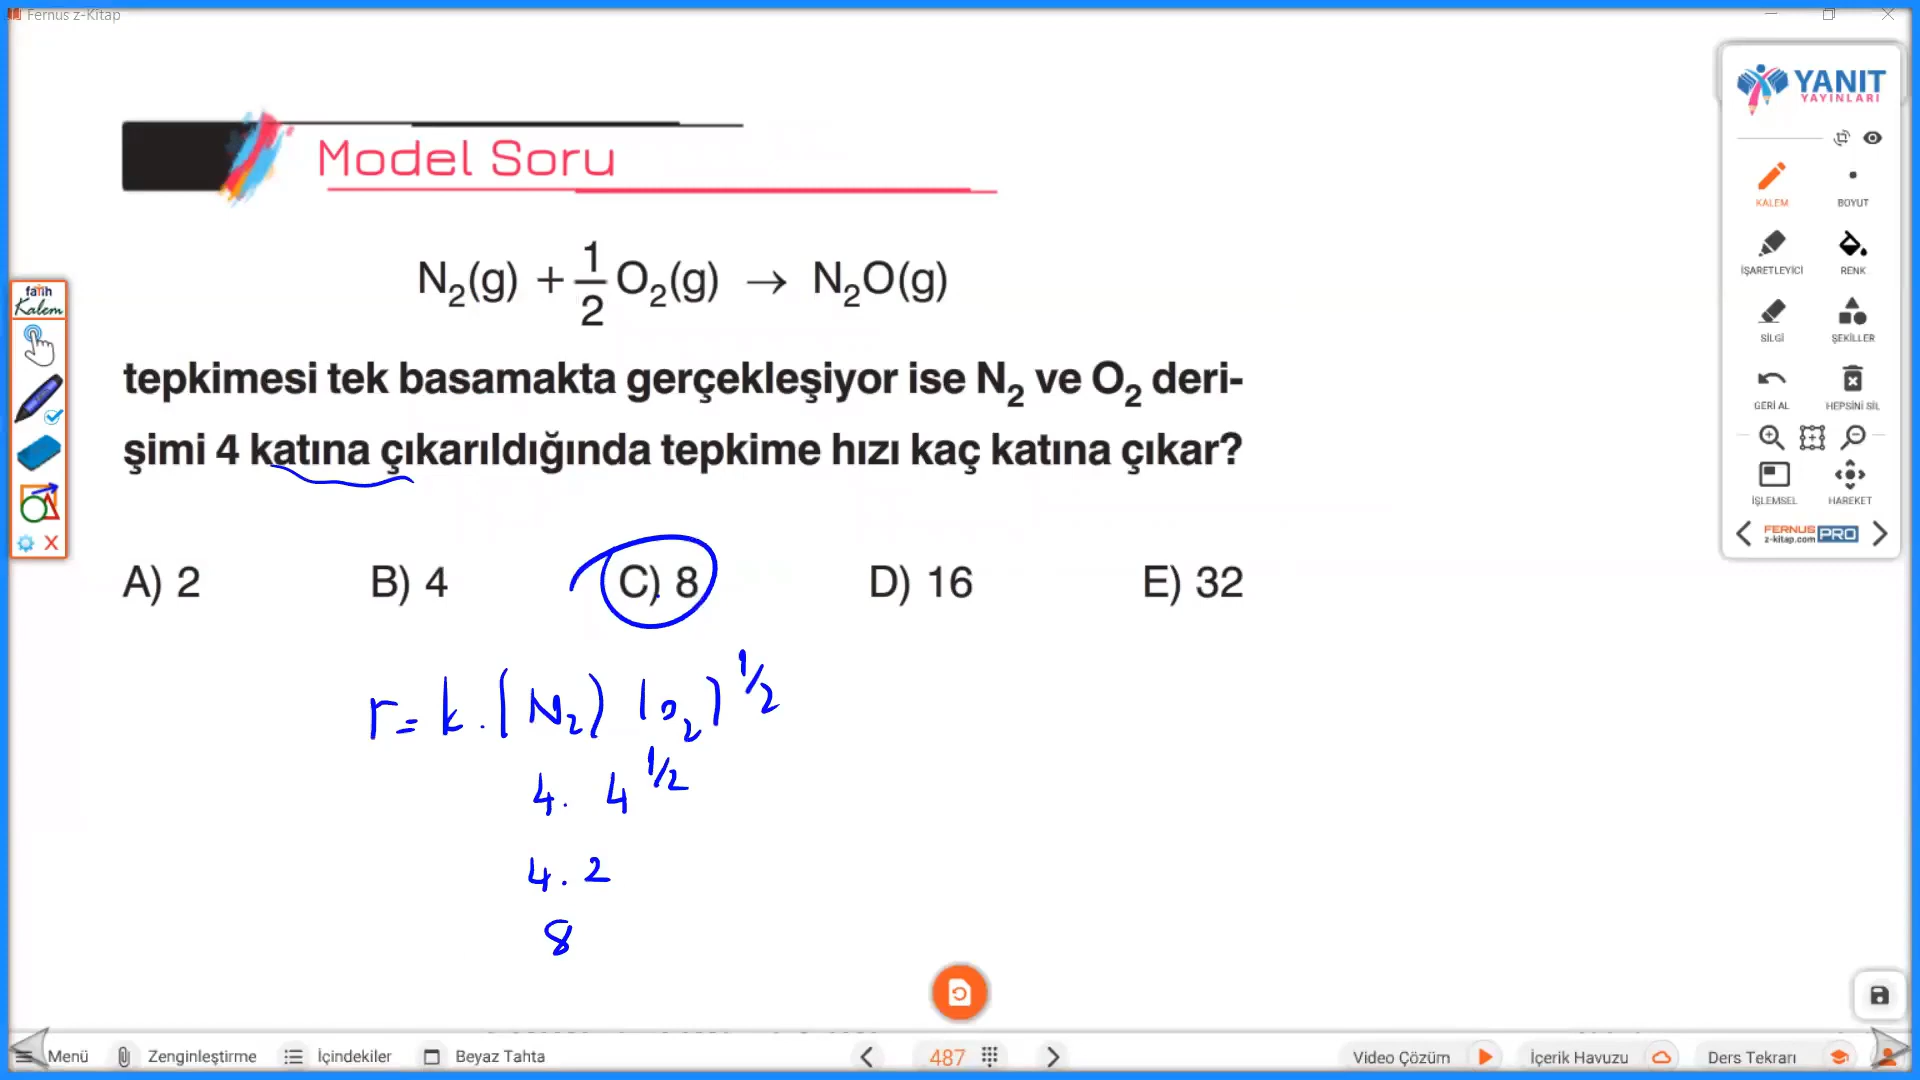 Fernus z-Kitap
YANIT
YAYINLARI
Model Soru
N₂(g) + 1/2 O₂(g) → N₂O(g)
tepkimesi tek basamakta gerçekleşiyor ise N₂ ve O₂ deri-
şimi 4 katına çıkarıldığında tepkime hızı kaç katına çıkar?
A) 2 B) 4 C) 8 D) 16 E) 32
r = k . (N₂) (O₂)^1/2
4 . 4^1/2
4 . 2
8
fatih
Kalem
KALEM BOYUT
İŞARETLEYİCİ RENK
SİLGİ ŞEKİLLER
GERİ AL HEPSİNİ SİL
İŞLEMSEL HAREKET
FERNUS PRO
z-kitap.com
Menü Zenginleştirme İçindekiler Beyaz Tahta 487 Video Çözüm İçerik Havuzu Ders Tekrarı